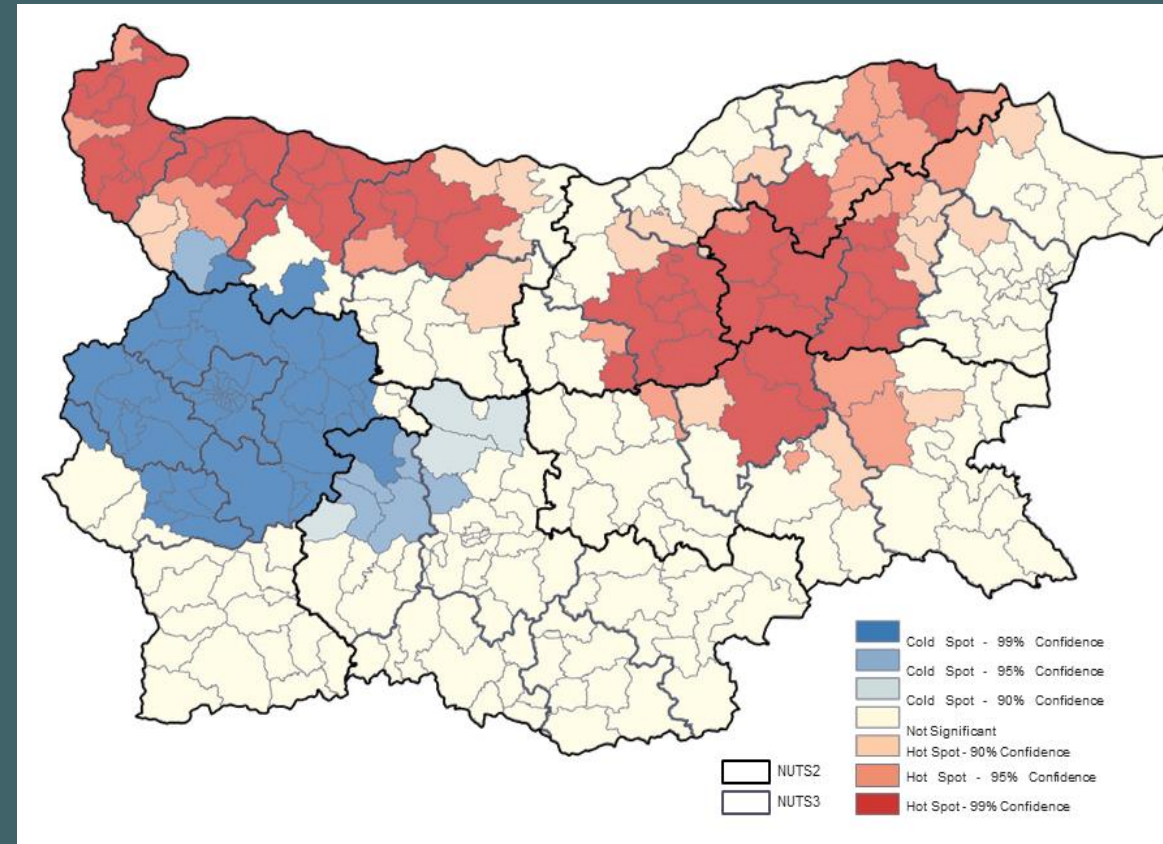 Cold Spot - 99% Confidence
Cold Spot - 95% Confidence
Cold Spot - 90% Confidence
Not Significant
Hot Spot - 90% Confidence
Hot Spot - 95% Confidence
Hot Spot - 99% Confidence
NUTS2
NUTS3